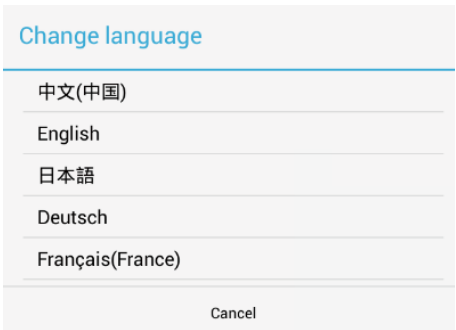 Change language
中文(中国)
English
日本語
Deutsch
Français(France)
Cancel